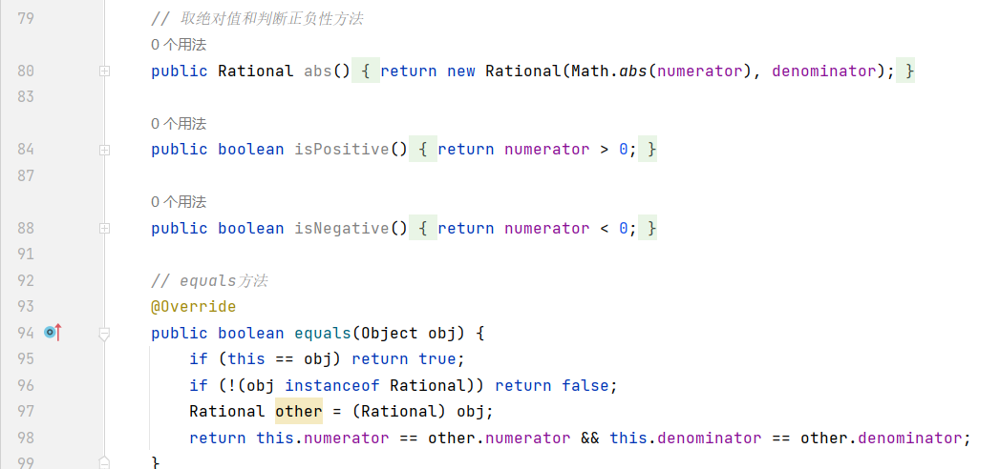 79 // 取绝对值和判断正负性方法
0 个用法
80 public Rational abs() { return new Rational(Math.abs(numerator), denominator); }
83
0 个用法
84 public boolean isPositive() { return numerator > 0; }
87
0 个用法
88 public boolean isNegative() { return numerator < 0; }
91
92 // equals方法
93 @Override
94 public boolean equals(Object obj) {
95 if (this == obj) return true;
96 if (!(obj instanceof Rational)) return false;
97 Rational other = (Rational) obj;
98 return this.numerator == other.numerator && this.denominator == other.denominator;
99 }